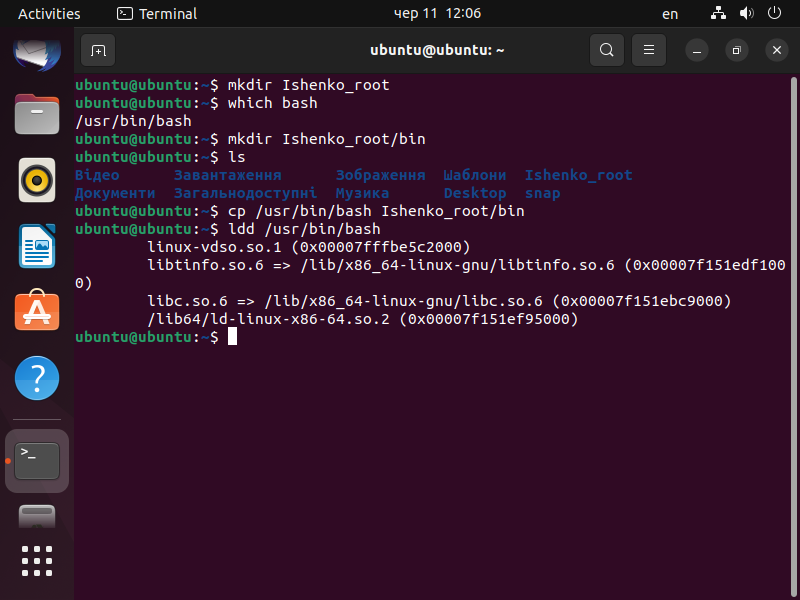 Activities Terminal чер 11 12:06 en
ubuntu@ubuntu: ~
ubuntu@ubuntu:~$ mkdir Ishenko_root
ubuntu@ubuntu:~$ which bash
/usr/bin/bash
ubuntu@ubuntu:~$ mkdir Ishenko_root/bin
ubuntu@ubuntu:~$ ls
Відео Завантаження Зображення Шаблони Ishenko_root
Документи Загальнодоступні Музика Desktop snap
ubuntu@ubuntu:~$ cp /usr/bin/bash Ishenko_root/bin
ubuntu@ubuntu:~$ ldd /usr/bin/bash
linux-vdso.so.1 (0x00007fffbe5c2000)
libtinfo.so.6 => /lib/x86_64-linux-gnu/libtinfo.so.6 (0x00007f151edf100
0)
libc.so.6 => /lib/x86_64-linux-gnu/libc.so.6 (0x00007f151ebc9000)
/lib64/ld-linux-x86-64.so.2 (0x00007f151ef95000)
ubuntu@ubuntu:~$